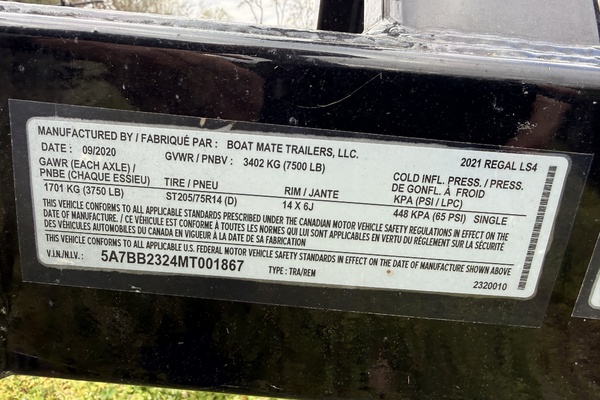 MANUFACTURED BY / FABRIQUÉ PAR : BOAT MATE TRAILERS, LLC.
DATE : 09/2020 GVWR / PNBV : 3402 KG (7500 LB) 2021 REGAL LS4
GAWR (EACH AXLE) / PNBE (CHAQUE ESSIEU) TIRE / PNEU RIM / JANTE COLD INFL. PRESS. / PRESS. DE GONFL. À FROID KPA (PSI / LPC)
1701 KG (3750 LB) ST205/75R14 (D) 14 X 6J 448 KPA (65 PSI) SINGLE
THIS VEHICLE CONFORMS TO ALL APPLICABLE STANDARDS PRESCRIBED UNDER THE CANADIAN MOTOR VEHICLE SAFETY REGULATIONS IN EFFECT ON THE
DATE OF MANUFACTURE. / CE VÉHICULE EST CONFORME À TOUTES LES NORMES QUI LUI SONT APPLICABLES EN VERTU DU RÈGLEMENT SUR LA SÉCURITÉ
DES VÉHICULES AUTOMOBILES DU CANADA EN VIGUEUR À LA DATE DE SA FABRICATION
THIS VEHICLE CONFORMS TO ALL APPLICABLE U.S. FEDERAL MOTOR VEHICLE SAFETY STANDARDS IN EFFECT ON THE DATE OF MANUFACTURE SHOWN ABOVE
V.I.N./N.I.V.: 5A7BB2324MT001867 TYPE : TRA/REM 2320010